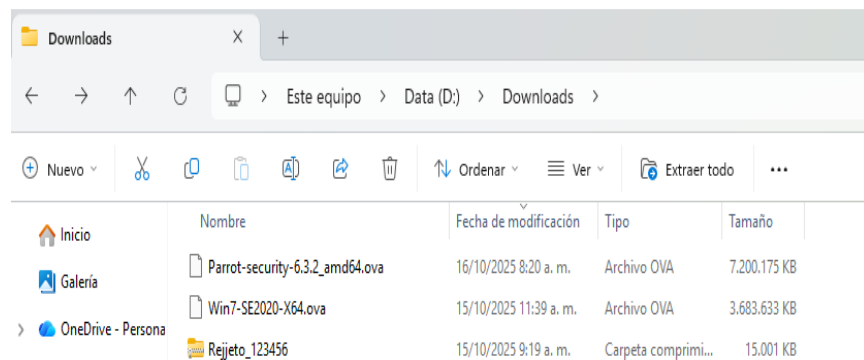 Downloads
Este equipo > Data (D:) > Downloads >
Nuevo Ordenar Ver Extraer todo ...
Inicio
Galería
OneDrive - Persona
Nombre Fecha de modificación Tipo Tamaño
Parrot-security-6.3.2_amd64.ova 16/10/2025 8:20 a. m. Archivo OVA 7.200.175 KB
Win7-SE2020-X64.ova 15/10/2025 11:39 a. m. Archivo OVA 3.683.633 KB
Rejjeto_123456 15/10/2025 9:19 a. m. Carpeta comprimi... 15.001 KB